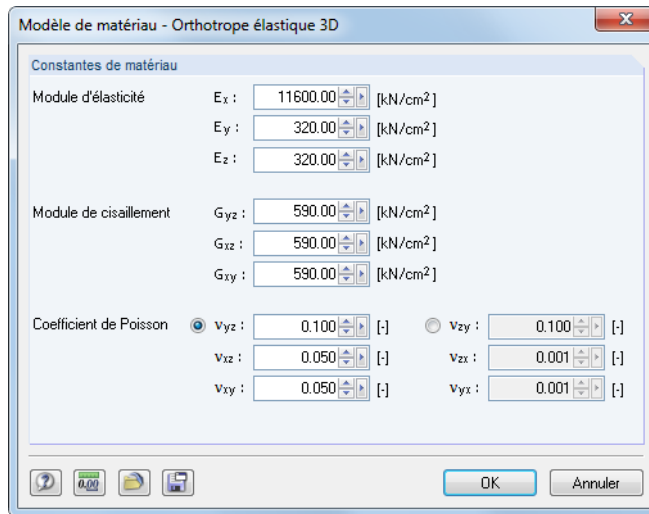 Modèle de matériau - Orthotrope élastique 3D
Constantes de matériau
Module d'élasticité Ex : 11600.00 [kN/cm2]
Ey : 320.00 [kN/cm2]
Ez : 320.00 [kN/cm2]
Module de cisaillement Gyz : 590.00 [kN/cm2]
Gxz : 590.00 [kN/cm2]
Gxy : 590.00 [kN/cm2]
Coefficient de Poisson νyz : 0.100 [-] νzy : 0.100 [-]
νxz : 0.050 [-] νzx : 0.001 [-]
νxy : 0.050 [-] νyx : 0.001 [-]
0.00 OK Annuler